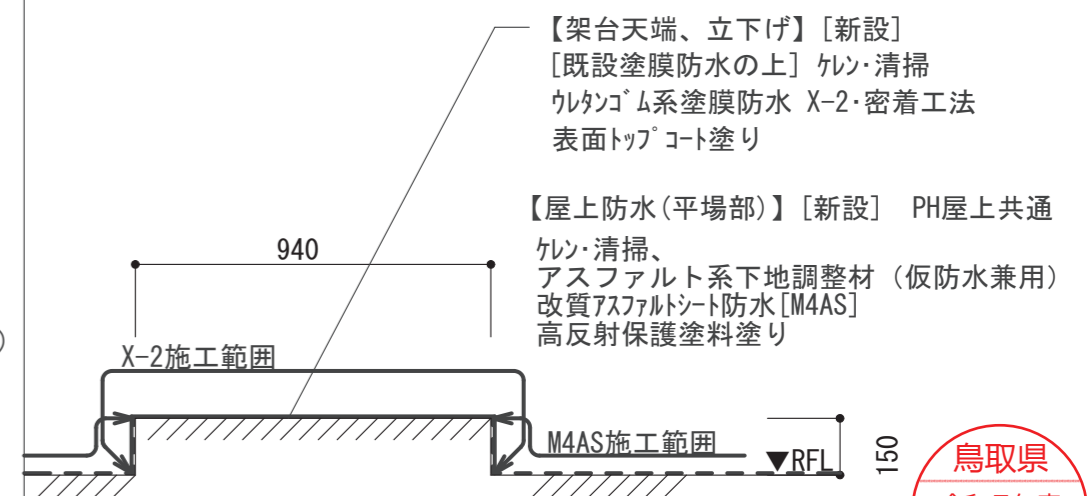 【架台天端、立下げ】[新設]
[既設塗膜防水の上] ｹﾚﾝ･清掃
ｳﾚﾀﾝｺﾞﾑ系塗膜防水 X-2･密着工法
表面ﾄｯﾌﾟｺｰﾄ塗り
【屋上防水(平場部)】[新設] PH屋上共通
ｹﾚﾝ･清掃、
アスファルト系下地調整材（仮防水兼用）
改質ｱｽﾌｧﾙﾄｼｰﾄ防水[M4AS]
高反射保護塗料塗り
940
)
X-2施工範囲
M4AS施工範囲
▼RFL
150
鳥取県